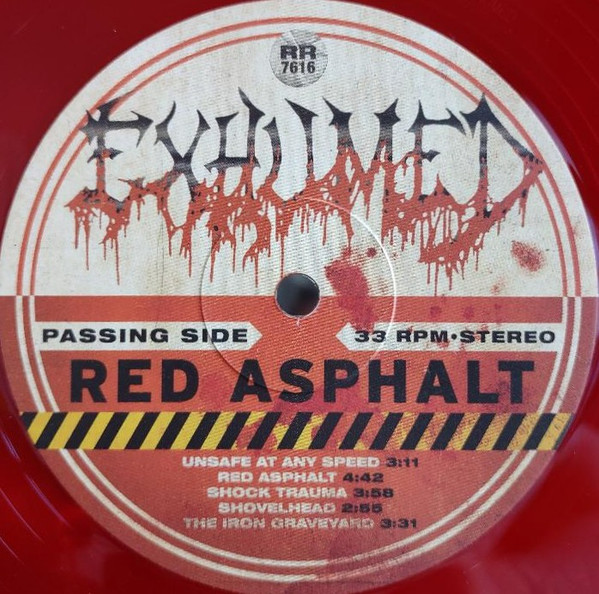 RR
7616
EXHUMED
PASSING SIDE 33 RPM•STEREO
RED ASPHALT
UNSAFE AT ANY SPEED 3:11
RED ASPHALT 4:42
SHOCK TRAUMA 3:58
SHOVELHEAD 2:55
THE IRON GRAVEYARD 3:31